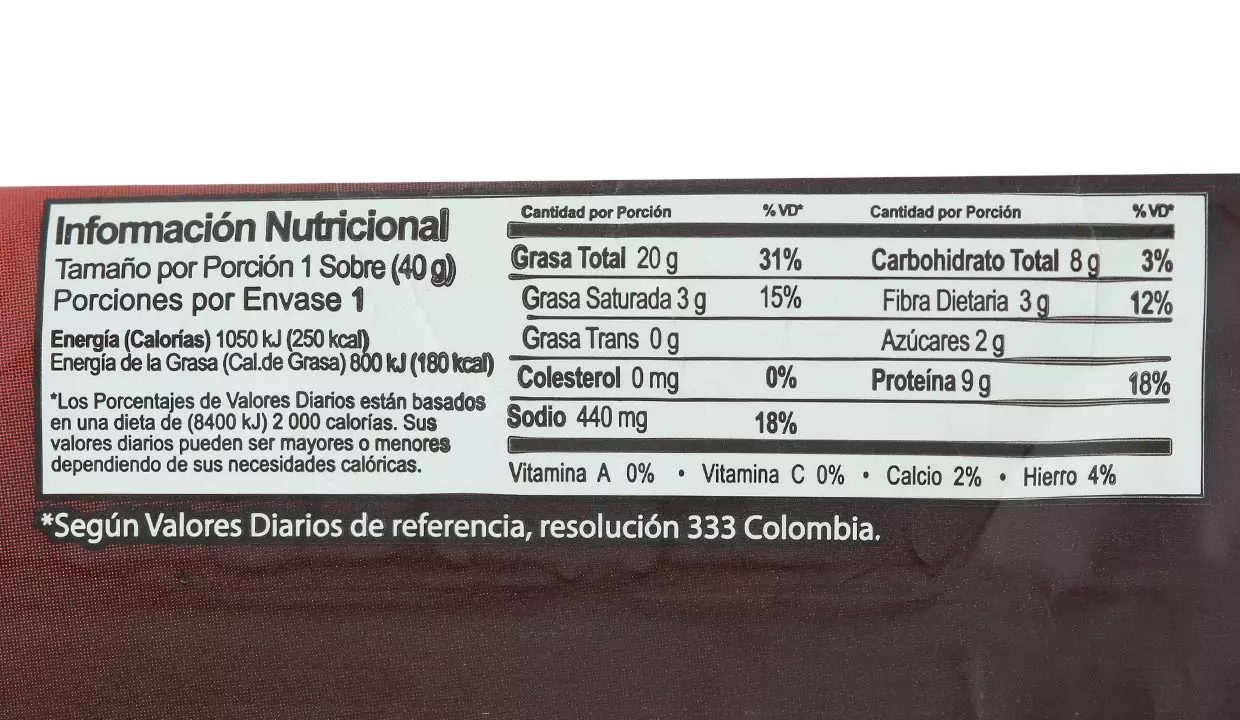 Información Nutricional
Tamaño por Porción 1 Sobre (40 g)
Porciones por Envase 1
Energía (Calorías) 1050 kJ (250 kcal)
Energía de la Grasa (Cal.de Grasa) 800 kJ (180 kcal)
*Los Porcentajes de Valores Diarios están basados
en una dieta de (8400 kJ) 2 000 calorías. Sus
valores diarios pueden ser mayores o menores
dependiendo de sus necesidades calóricas.
Cantidad por Porción % VD* Cantidad por Porción % VD*
Grasa Total 20 g 31% Carbohidrato Total 8 g 3%
Grasa Saturada 3 g 15% Fibra Dietaria 3 g 12%
Grasa Trans 0 g Azúcares 2 g
Colesterol 0 mg 0% Proteína 9 g 18%
Sodio 440 mg 18%
Vitamina A 0% • Vitamina C 0% • Calcio 2% • Hierro 4%
*Según Valores Diarios de referencia, resolución 333 Colombia.